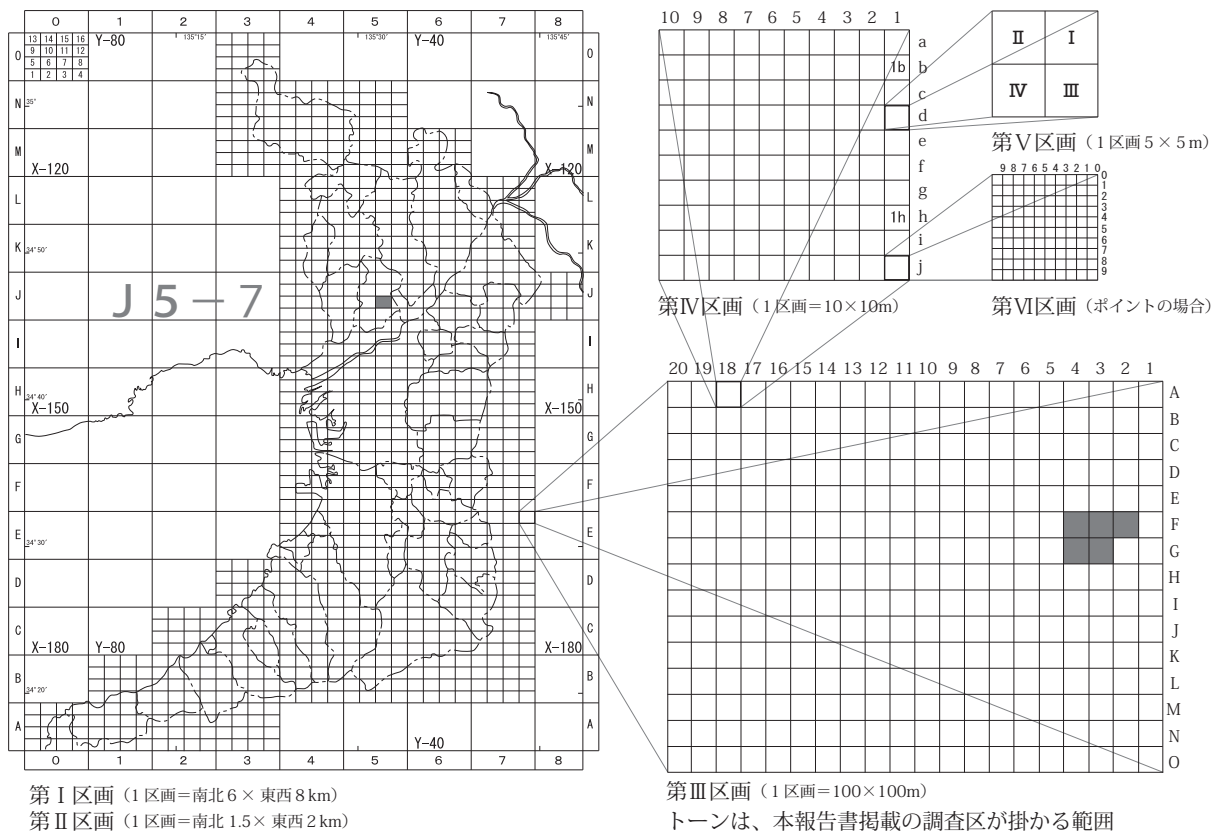 0 1 2 3 4 5 6 7 8
13 14 15 16
9 10 11 12
5 6 7 8
1 2 3 4
Y-80
135°15′
135°30′
Y-40
135°45′
O
N
M
L
K
J
I
H
G
F
E
D
C
B
A
35°
X-120
34°50′
J 5－7
34°40′
X-150
34°30′
X-180
Y-80
34°20′
O
N
M
X-120
L
K
J
I
H
X-150
G
F
E
D
C
X-180
B
A
Y-40
0 1 2 3 4 5 6 7 8
第Ⅰ区画（1区画＝南北6×東西8km）
第Ⅱ区画（1区画＝南北1.5×東西2km）
10 9 8 7 6 5 4 3 2 1
a
1b b
c
d
e
f
g
1h h
i
j
第Ⅳ区画（1区画＝10×10m）
Ⅱ Ⅰ
Ⅳ Ⅲ
第Ⅴ区画（1区画5×5m）
9 8 7 6 5 4 3 2 1 0
0
1
2
3
4
5
6
7
8
9
第Ⅵ区画（ポイントの場合）
20 19 18 17 16 15 14 13 12 11 10 9 8 7 6 5 4 3 2 1
A
B
C
D
E
F
G
H
I
J
K
L
M
N
O
第Ⅲ区画（1区画＝100×100m）
トーンは、本報告書掲載の調査区が掛かる範囲